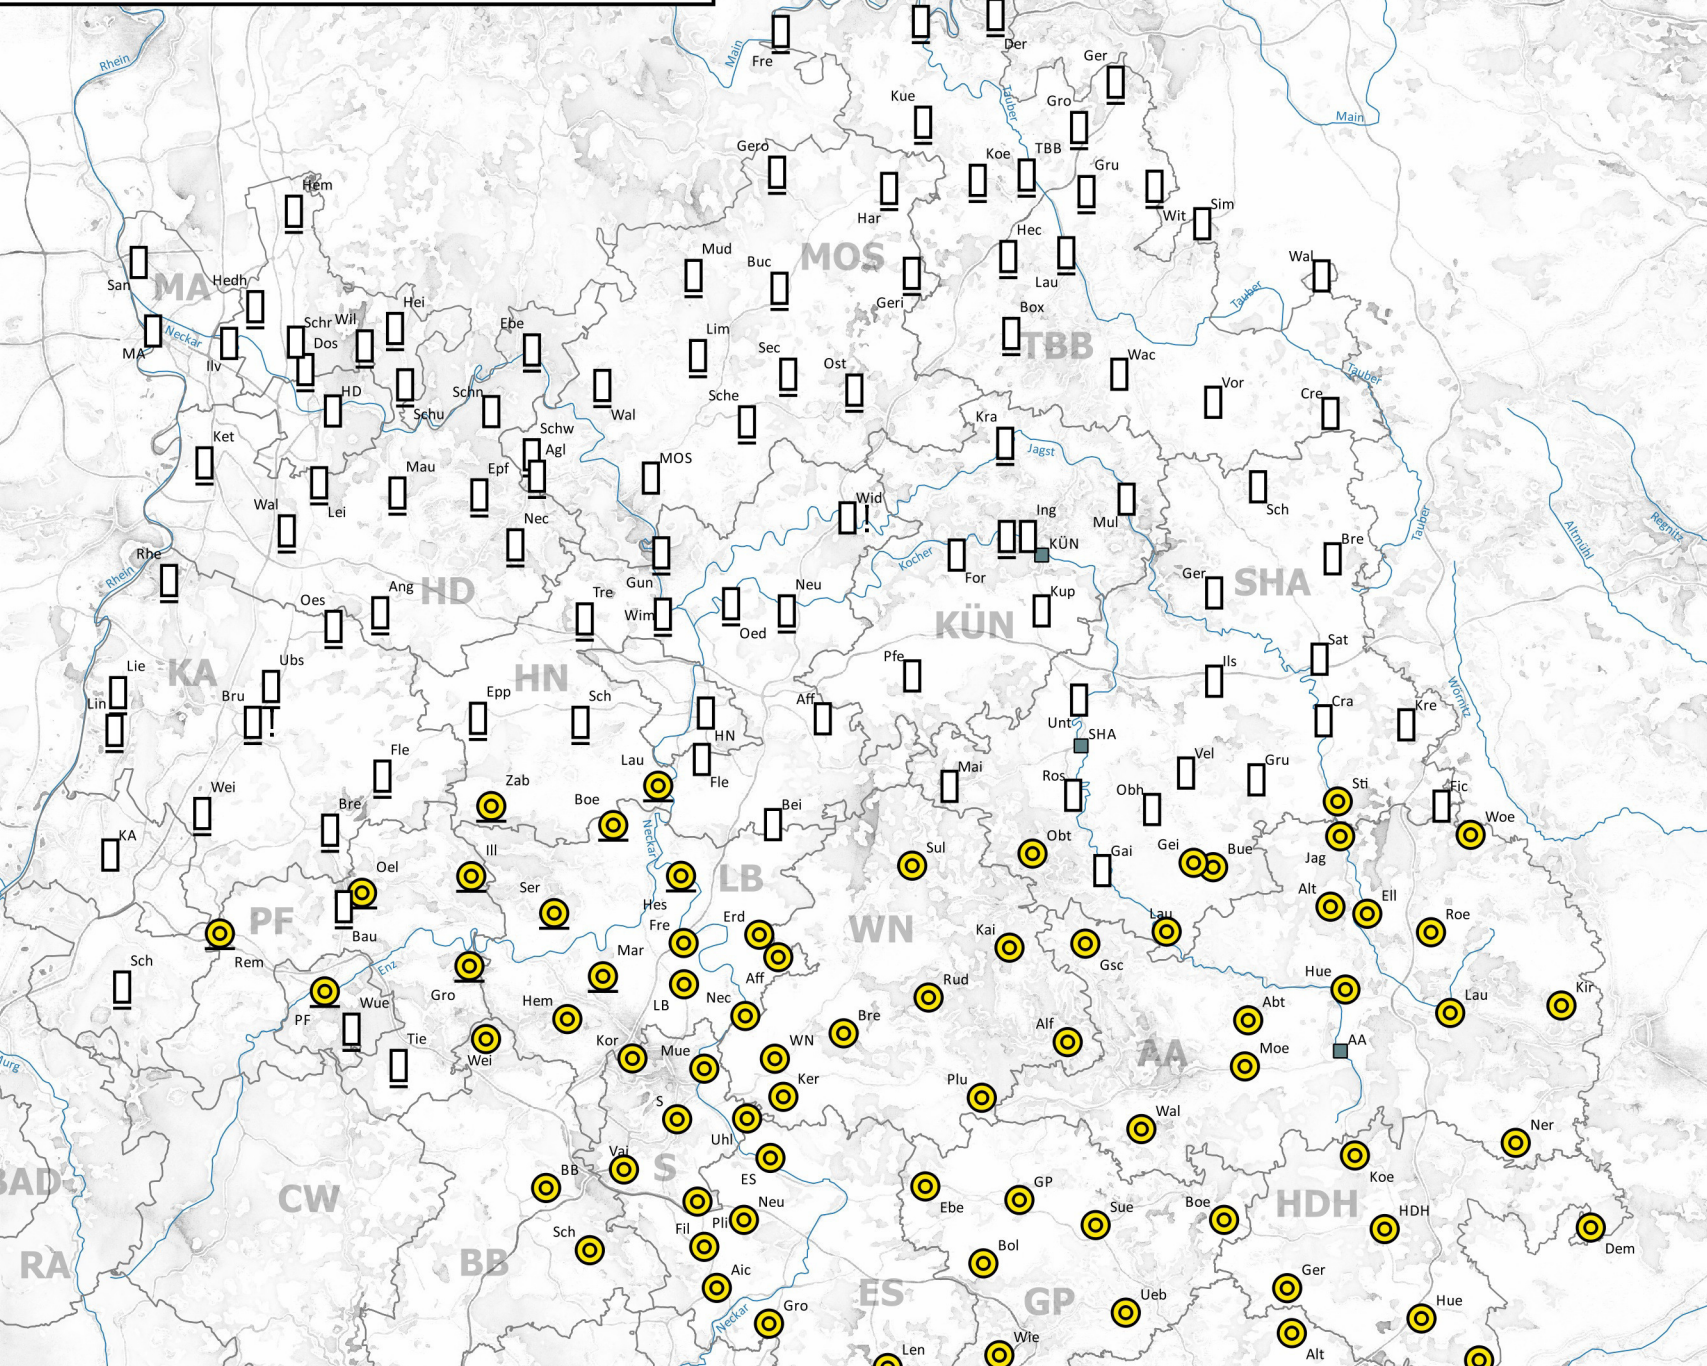 Rhein
Main
Fre
Der
Ger
Kue
Tauber
Gro
Main
Gero
Koe
TBB
Gru
Hem
Har
Wit
Sim
MOS
Hec
Mud
Buc
Wal
San
MA
Hedh
Geri
Lau
Tauber
Hei
Box
Schr
Wil
Ebe
Lim
TBB
Neckar
MA
Ilv
Dos
Sec
Ost
Wac
Tauber
HD
Schn
Sche
Vor
Cre
Schu
Wal
Kra
Ket
Schw
Agl
Jagst
MOS
Mau
Epf
Wid
!
Wal
Lei
Nec
Ing
Mul
Sch
Tauber
Altmühl
Regnitz
Rhe
KÜN
Bre
Kocher
Rhein
HD
Gun
For
Ger
SHA
Ang
Tre
Neu
Kup
Oes
Wim
Oed
KÜN
Lie
KA
Ubs
HN
Pfe
Ils
Sat
Lin
Bru
!
Epp
Sch
Aff
Unt
Cra
Kre
Wörnitz
HN
SHA
Fle
Lau
Fle
Mai
Vel
Gru
Zab
Ros
Sti
Fic
Wei
Bre
Boe
Bei
Obh
Woe
KA
Neckar
Obt
Gei
Bue
Jag
Ill
Sul
Gai
Oel
Ser
LB
Alt
Ell
Hes
PF
Erd
WN
Lau
Roe
Bau
Fre
Kai
Rem
Mar
Gsc
Sch
Enz
Aff
Hue
Gro
Hem
LB
Nec
Rud
Abt
Lau
Kir
PF
Wue
Bre
Alf
Tie
Wei
Kor
Mue
WN
AA
Moe
AA
Murg
Ker
Plu
S
Wal
Uhl
Ner
BAD
BB
Vai
S
ES
Koe
CW
Neu
Ebe
GP
Sue
Boe
HDH
HDH
Sch
Fil
Pli
Dem
RA
BB
Aic
Bol
Ger
ES
GP
Ueb
Hue
Neckar
Gro
Len
Wie
Alt